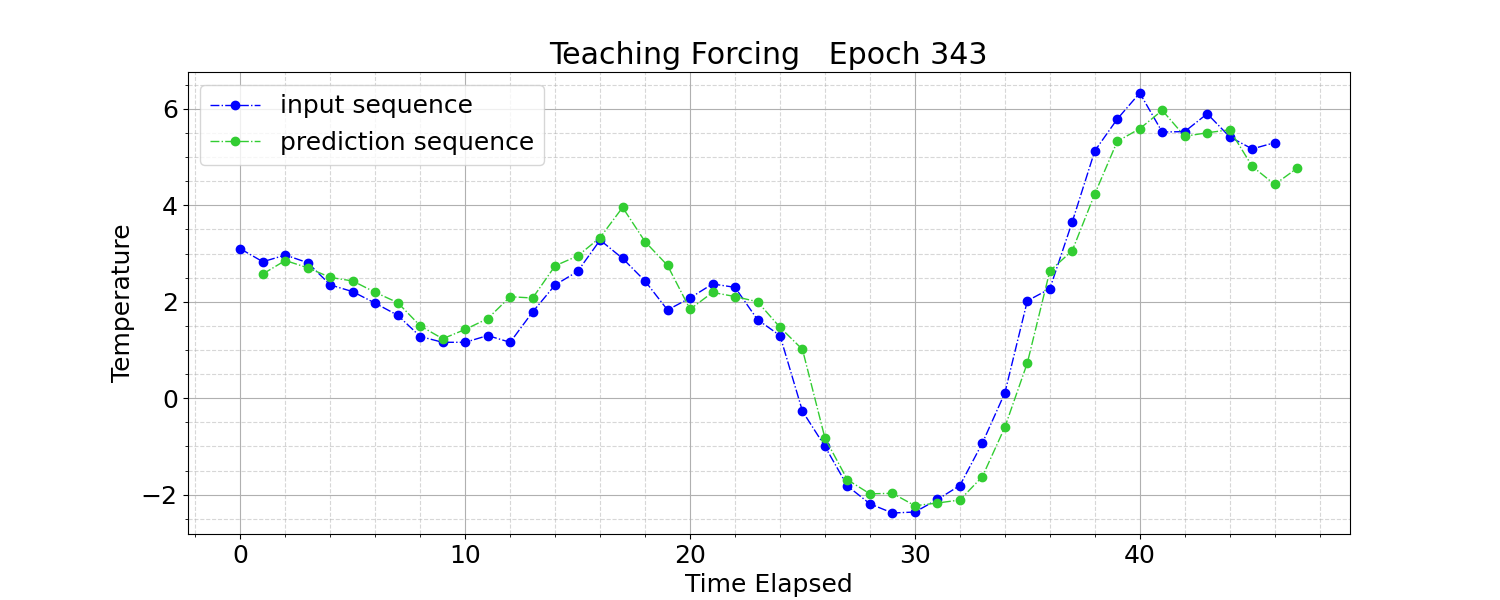 Teaching Forcing   Epoch 343
input sequence
prediction sequence
6
4
2
0
−2
Temperature
0 10 20 30 40
Time Elapsed